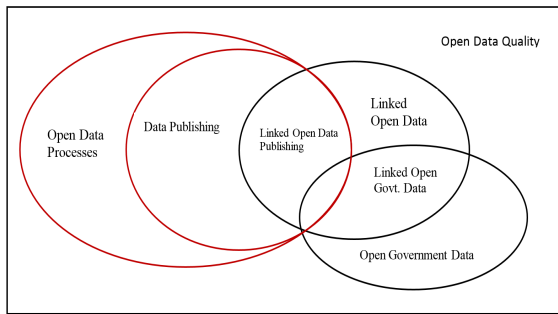 Open Data Quality
Open Data
Processes
Data Publishing
Linked Open Data
Publishing
Linked
Open Data
Linked Open
Govt. Data
Open Government Data